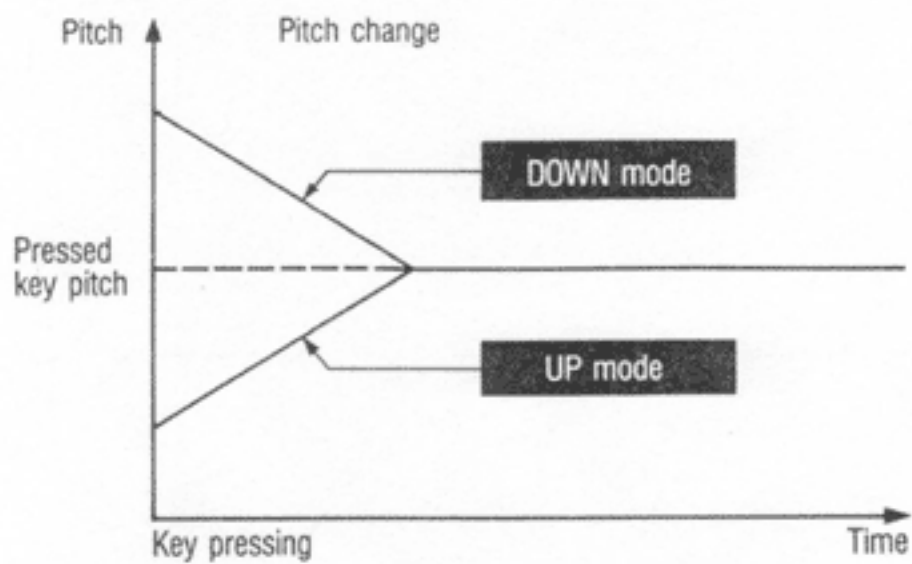 Pitch
Pitch change
DOWN mode
Pressed
key pitch
UP mode
Key pressing
Time